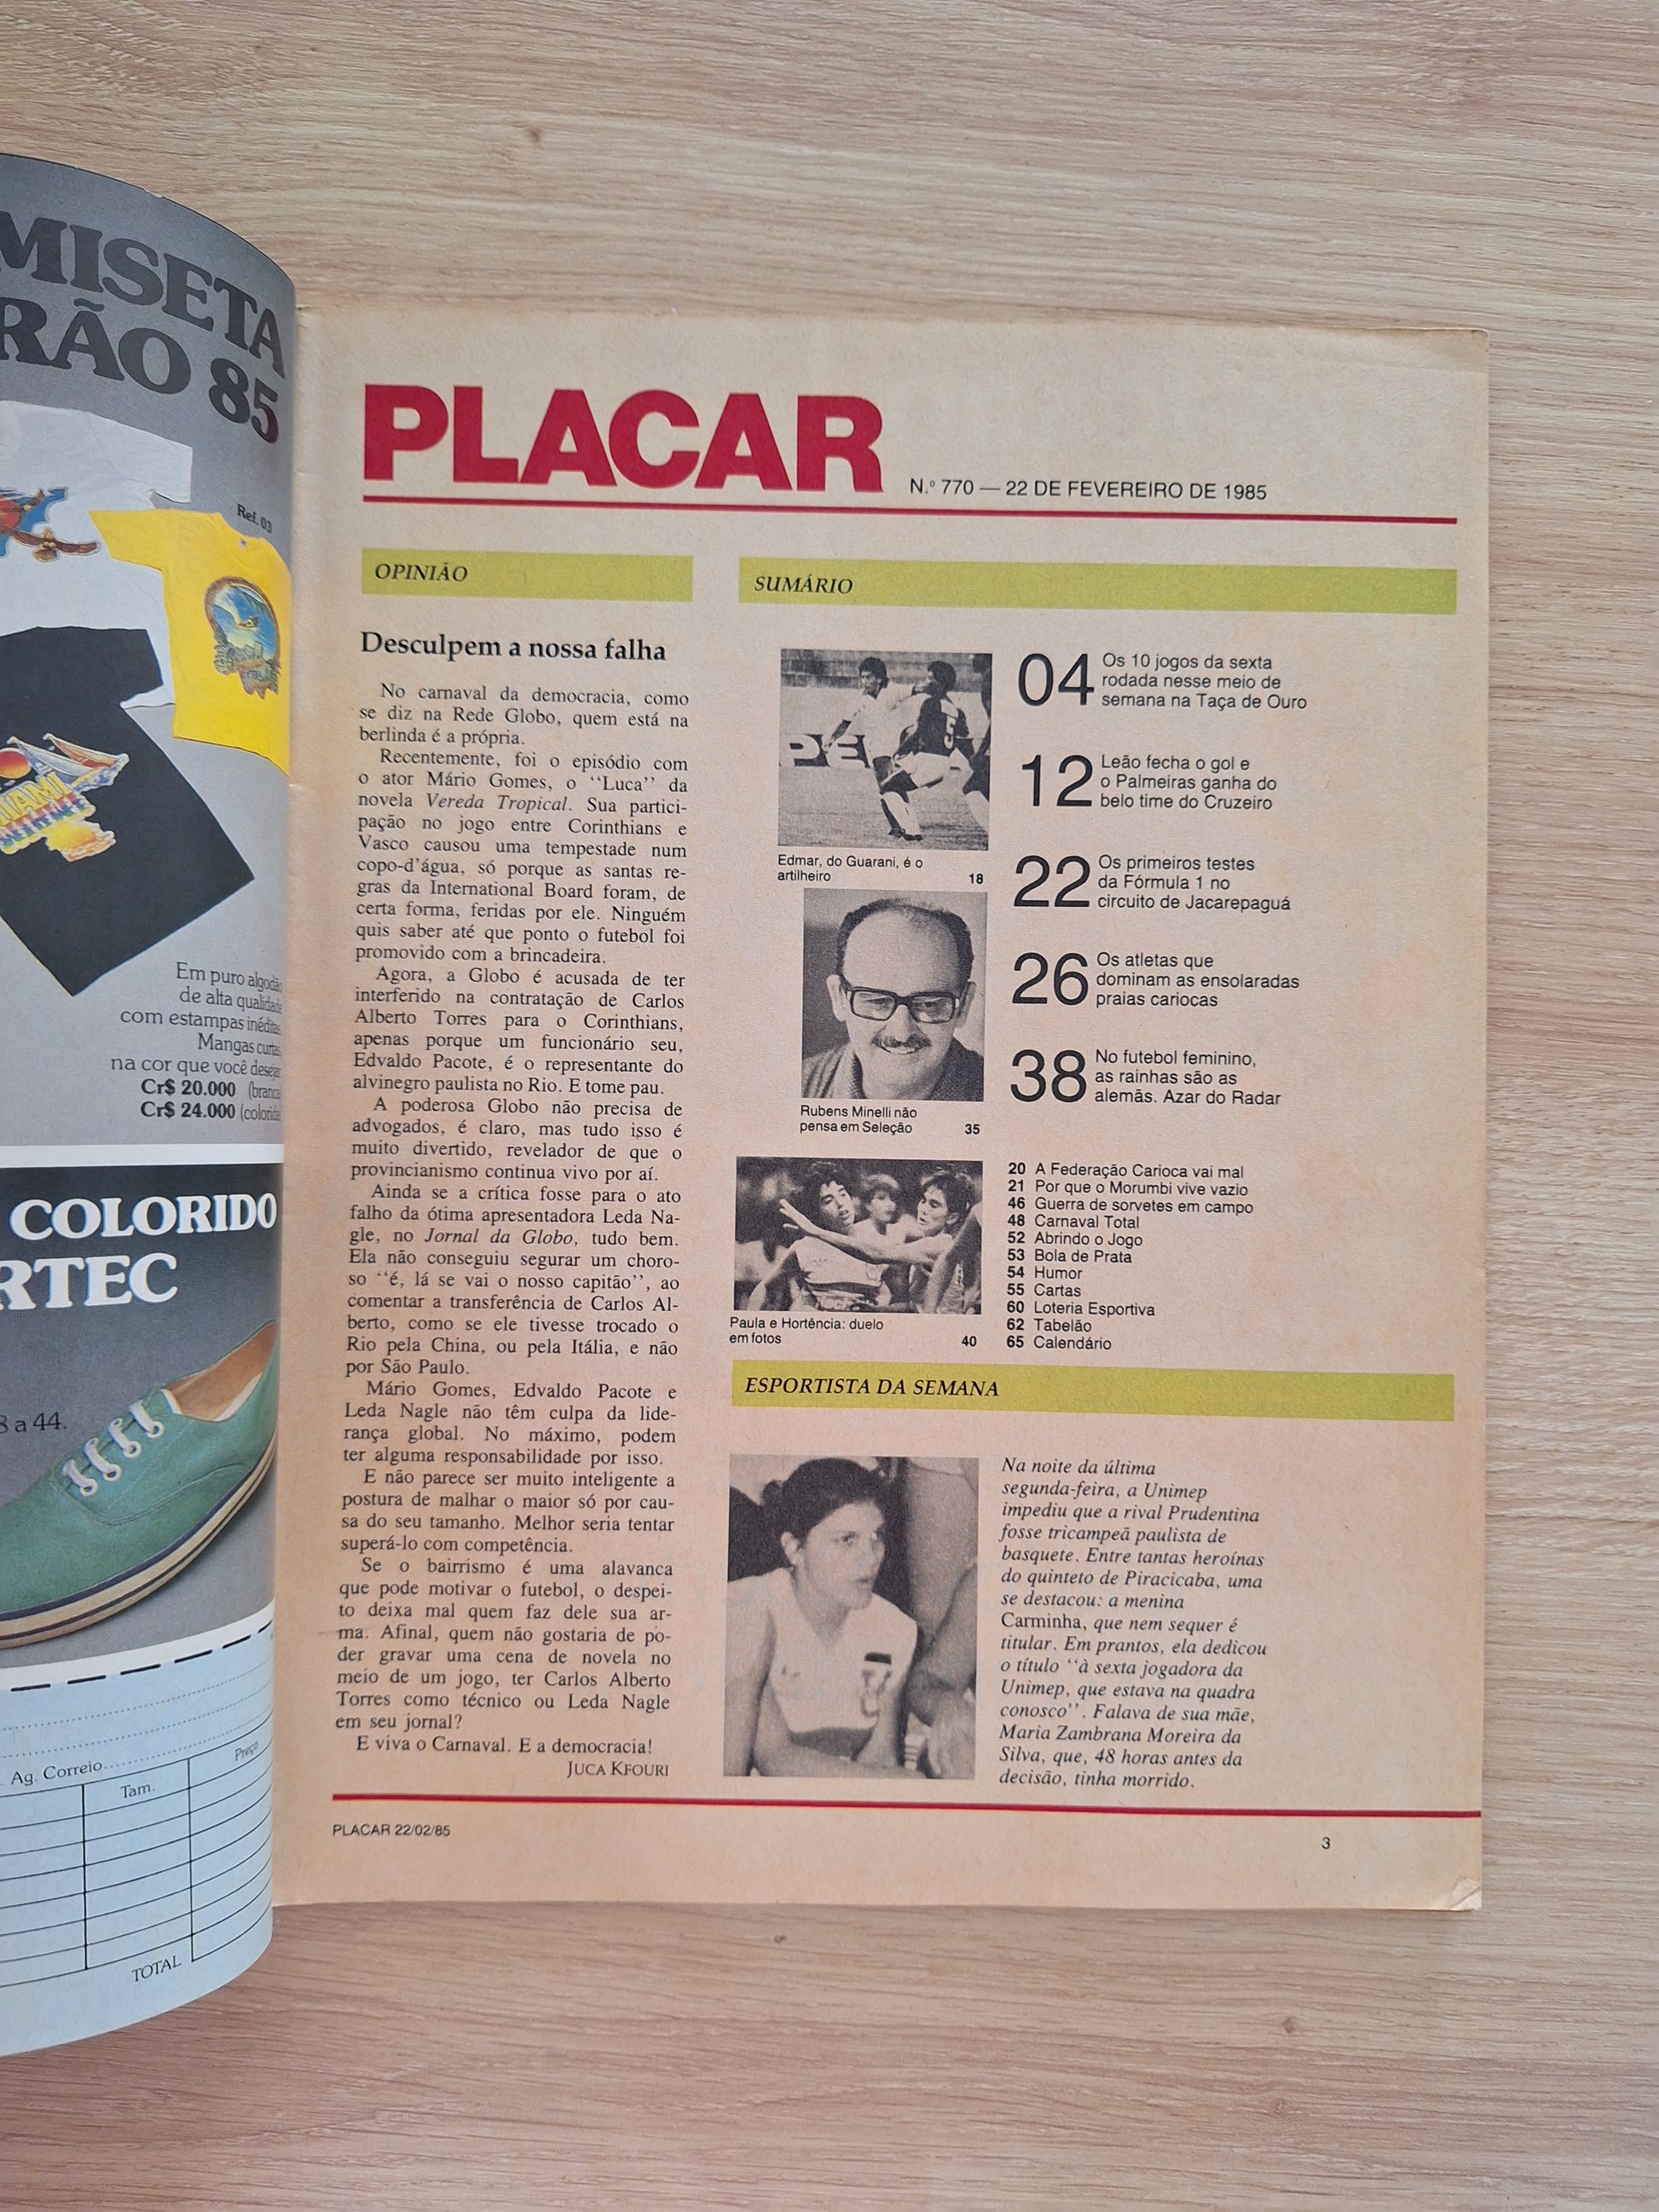 MISETA
RÃO 85
Ref. 03
MIAMI
Em puro algodão
de alta qualidade
com estampas inéditas.
Mangas curtas
na cor que você desejar
Cr$ 20.000 (branca
Cr$ 24.000 (colorida
COLORIDO
RTEC
8 a 44.
Ag. Correio
Tam.
Preço
TOTAL
PLACAR
N.º 770 — 22 DE FEVEREIRO DE 1985
OPINIÃO
Desculpem a nossa falha
No carnaval da democracia, como
se diz na Rede Globo, quem está na
berlinda é a própria.
Recentemente, foi o episódio com
o ator Mário Gomes, o "Luca" da
novela Vereda Tropical. Sua partici-
pação no jogo entre Corinthians e
Vasco causou uma tempestade num
copo-d'água, só porque as santas re-
gras da International Board foram, de
certa forma, feridas por ele. Ninguém
quis saber até que ponto o futebol foi
promovido com a brincadeira.
Agora, a Globo é acusada de ter
interferido na contratação de Carlos
Alberto Torres para o Corinthians,
apenas porque um funcionário seu,
Edvaldo Pacote, é o representante do
alvinegro paulista no Rio. E tome pau.
A poderosa Globo não precisa de
advogados, é claro, mas tudo isso é
muito divertido, revelador de que o
provincianismo continua vivo por aí.
Ainda se a crítica fosse para o ato
falho da ótima apresentadora Leda Na-
gle, no Jornal da Globo, tudo bem.
Ela não conseguiu segurar um choro-
so "é, lá se vai o nosso capitão", ao
comentar a transferência de Carlos Al-
berto, como se ele tivesse trocado o
Rio pela China, ou pela Itália, e não
por São Paulo.
Mário Gomes, Edvaldo Pacote e
Leda Nagle não têm culpa da lide-
rança global. No máximo, podem
ter alguma responsabilidade por isso.
E não parece ser muito inteligente a
postura de malhar o maior só por cau-
sa do seu tamanho. Melhor seria tentar
superá-lo com competência.
Se o bairrismo é uma alavanca
que pode motivar o futebol, o despei-
to deixa mal quem faz dele sua ar-
ma. Afinal, quem não gostaria de po-
der gravar uma cena de novela no
meio de um jogo, ter Carlos Alberto
Torres como técnico ou Leda Nagle
em seu jornal?
E viva o Carnaval. E a democracia!
JUCA KFOURI
SUMÁRIO
Edmar, do Guarani, é o
artilheiro 18
Rubens Minelli não
pensa em Seleção 35
Paula e Hortência: duelo
em fotos 40
04 Os 10 jogos da sexta
rodada nesse meio de
semana na Taça de Ouro
12 Leão fecha o gol e
o Palmeiras ganha do
belo time do Cruzeiro
22 Os primeiros testes
da Fórmula 1 no
circuito de Jacarepaguá
26 Os atletas que
dominam as ensolaradas
praias cariocas
38 No futebol feminino,
as rainhas são as
alemãs. Azar do Radar
20 A Federação Carioca vai mal
21 Por que o Morumbi vive vazio
46 Guerra de sorvetes em campo
48 Carnaval Total
52 Abrindo o Jogo
53 Bola de Prata
54 Humor
55 Cartas
60 Loteria Esportiva
62 Tabelão
65 Calendário
ESPORTISTA DA SEMANA
Na noite da última
segunda-feira, a Unimep
impediu que a rival Prudentina
fosse tricampeã paulista de
basquete. Entre tantas heroínas
do quinteto de Piracicaba, uma
se destacou: a menina
Carminha, que nem sequer é
titular. Em prantos, ela dedicou
o título "à sexta jogadora da
Unimep, que estava na quadra
conosco". Falava de sua mãe,
Maria Zambrana Moreira da
Silva, que, 48 horas antes da
decisão, tinha morrido.
PLACAR 22/02/85
3